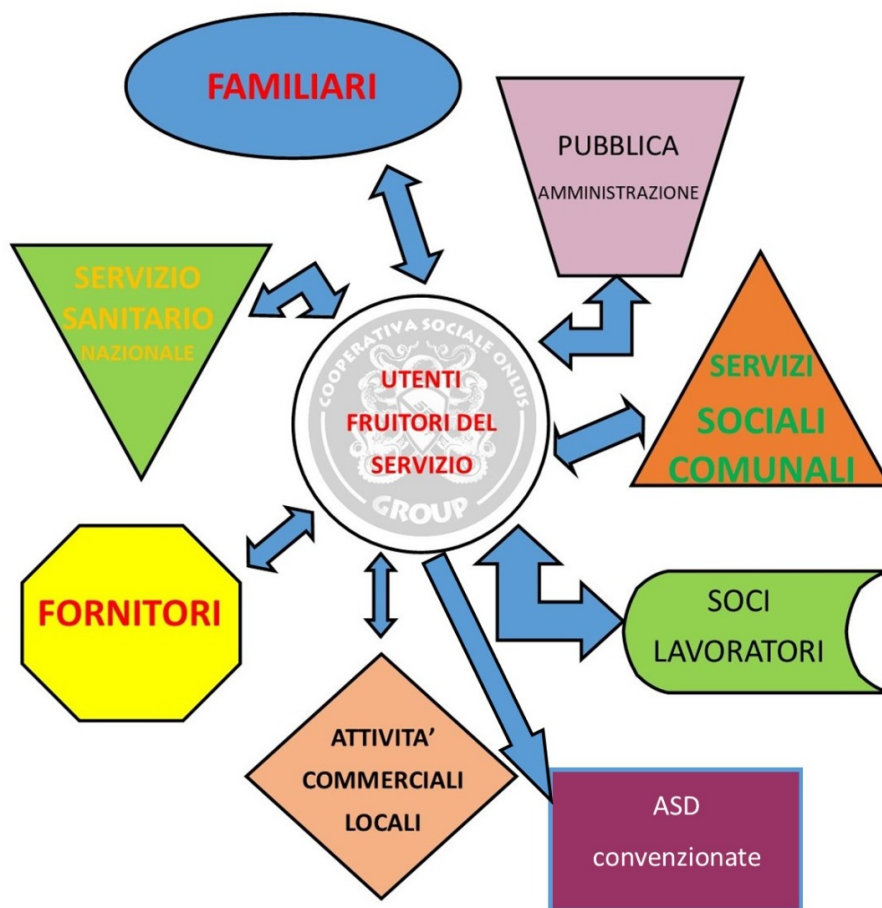 FAMILIARI
PUBBLICA
AMMINISTRAZIONE
SERVIZIO
SANITARIO
NAZIONALE
SERVIZI
SOCIALI
COMUNALI
COOPERATIVA SOCIALE ONLUS
UTENTI
FRUITORI DEL
SERVIZIO
GROUP
FORNITORI
SOCI
LAVORATORI
ATTIVITA’
COMMERCIALI
LOCALI
ASD
convenzionate